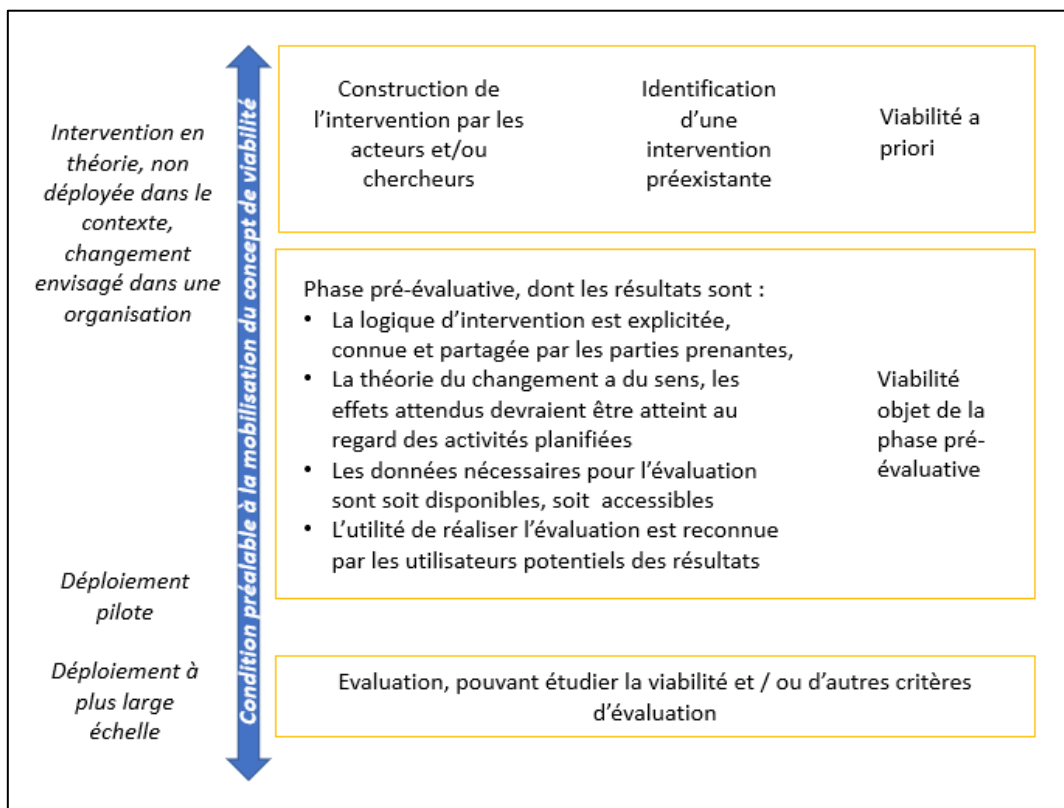 Intervention en
théorie, non
déployée dans le
contexte,
changement
envisagé dans une
organisation
Déploiement
pilote
Déploiement à
plus large
échelle
Condition préalable à la mobilisation du concept de viabilité
Construction de
l’intervention par les
acteurs et/ou
chercheurs
Identification
d’une
intervention
préexistante
Viabilité a
priori
Phase pré-évaluative, dont les résultats sont :
• La logique d’intervention est explicitée,
connue et partagée par les parties prenantes,
• La théorie du changement a du sens, les
effets attendus devraient être atteint au
regard des activités planifiées
• Les données nécessaires pour l’évaluation
sont soit disponibles, soit accessibles
• L’utilité de réaliser l’évaluation est reconnue
par les utilisateurs potentiels des résultats
Viabilité
objet de la
phase pré-
évaluative
Evaluation, pouvant étudier la viabilité et / ou d’autres critères
d’évaluation